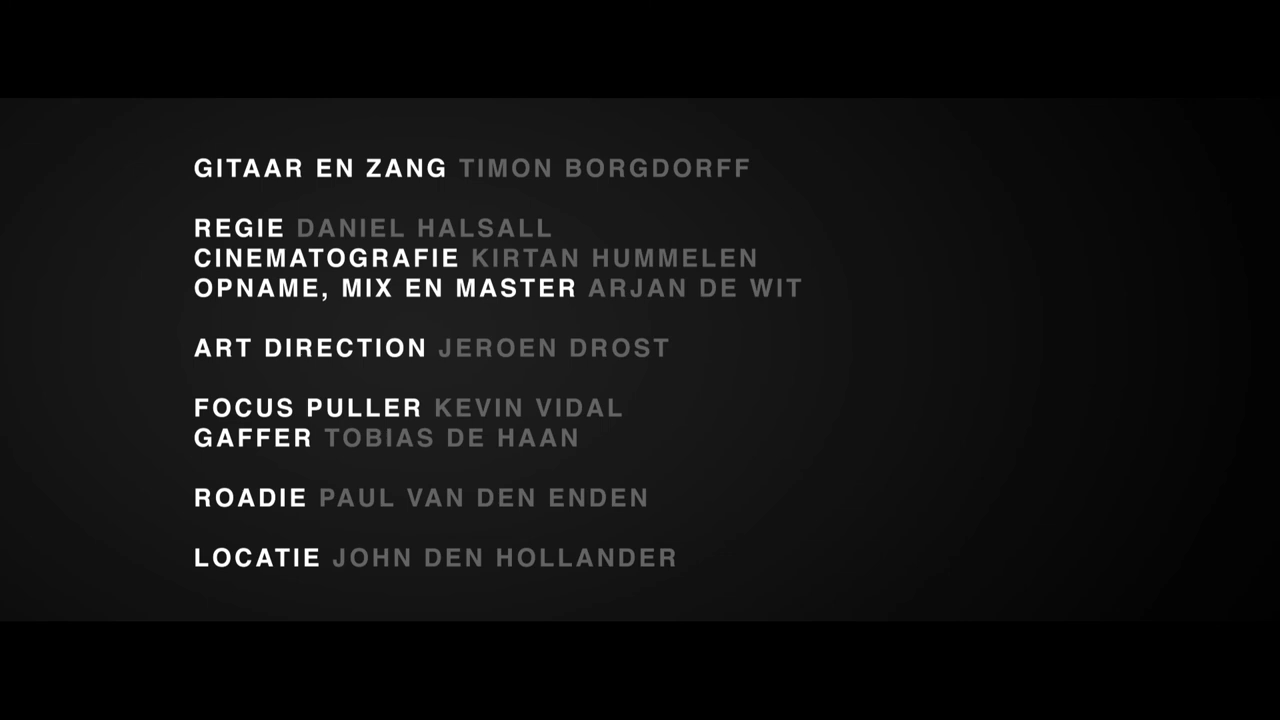 GITAAR EN ZANG TIMON BORGDORFF
REGIE DANIEL HALSALL
CINEMATOGRAFIE KIRTAN HUMMELEN
OPNAME, MIX EN MASTER ARJAN DE WIT
ART DIRECTION JEROEN DROST
FOCUS PULLER KEVIN VIDAL
GAFFER TOBIAS DE HAAN
ROADIE PAUL VAN DEN ENDEN
LOCATIE JOHN DEN HOLLANDER